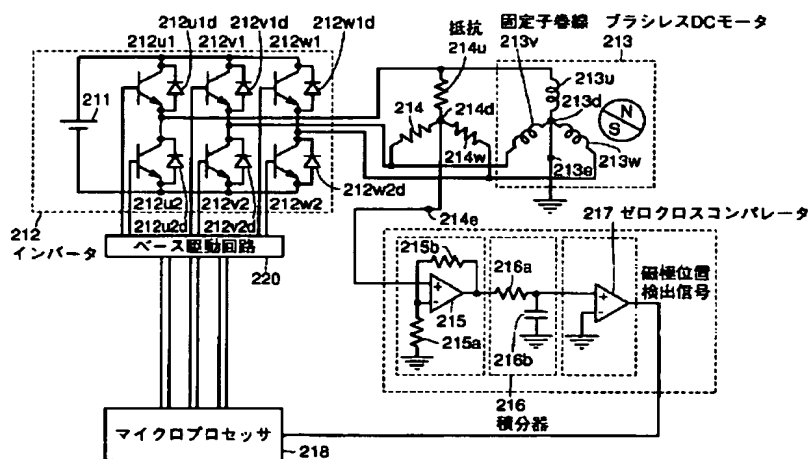 212u1d 212v1d 212w1d
212u1 212v1 212w1
抵抗
214u
固定子巻線
213v
ブラシレスDCモータ
213
211
214
214d
214w
213u
213d
N
S
213w
213e
212w2d
212u2 212v2 212w2
212u2d 212v2d
212
インバータ
ベース駆動回路
220
214e
217 ゼロクロスコンパレータ
215b
216a
+
-
215
215a
216b
+
-
磁極位置
検出信号
216
積分器
マイクロプロセッサ
218